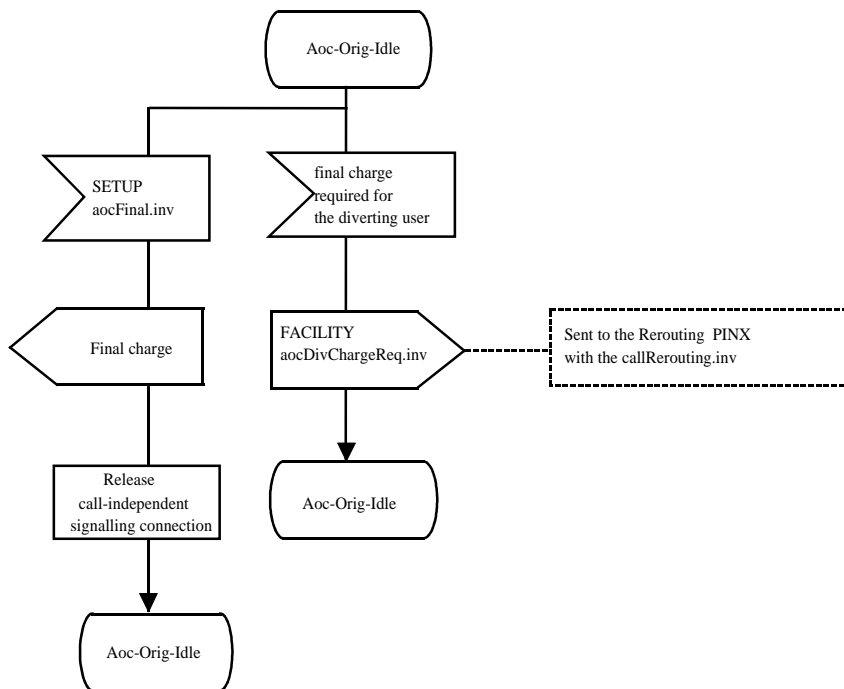 Aoc-Orig-Idle
SETUP
aocFinal.inv
final charge
required for
the diverting user
Final charge
FACILITY
aocDivChargeReq.inv
Sent to the Rerouting PINX
with the callRerouting.inv
Release
call-independent
signalling connection
Aoc-Orig-Idle
Aoc-Orig-Idle